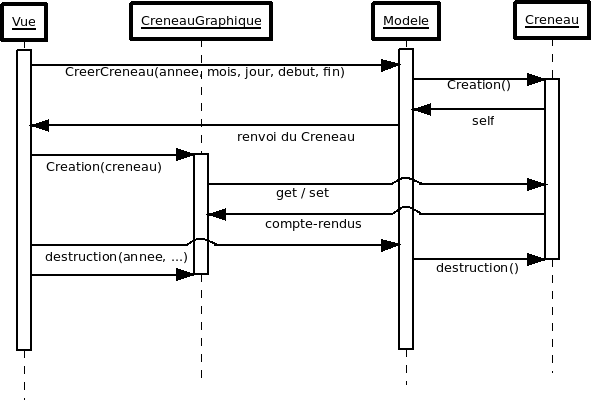 Vue
CreneauGraphique
Modele
Creneau
CreerCreneau(annee, mois, jour, debut, fin)
Creation()
self
renvoi du Creneau
Creation(creneau)
get / set
compte-rendus
destruction(annee, ...)
destruction()